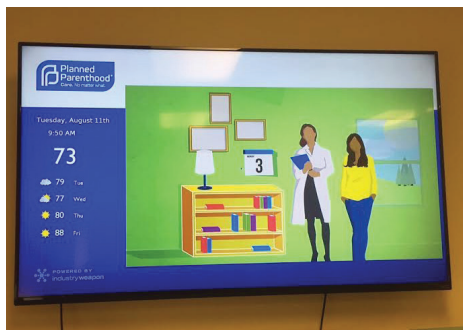 Planned
Parenthood®
Care. No matter what.
Tuesday, August 11th
9:50 AM
73
79 Tue
77 Wed
80 Thu
88 Fri
3
POWERED BY
industryweapon